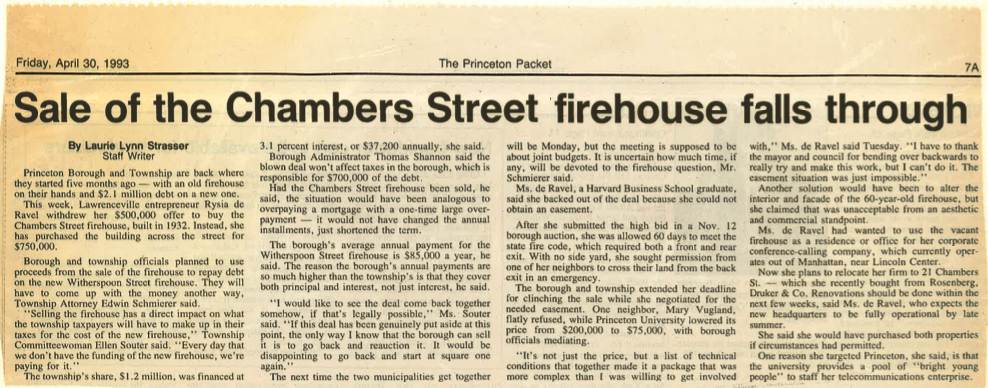 Friday, April 30, 1993
The Princeton Packet
7A
Sale of the Chambers Street firehouse falls through
By Laurie Lynn Strasser
Staff Writer
Princeton Borough and Township are back where
they started five months ago — with an old firehouse
on their hands and $2.1 million debt on a new one.
This week, Lawrenceville entrepreneur Rysia de
Ravel withdrew her $500,000 offer to buy the
Chambers Street firehouse, built in 1932. Instead, she
has purchased the building across the street for
$750,000.
Borough and township officials planned to use
proceeds from the sale of the firehouse to repay debt
on the new Witherspoon Street firehouse. They will
have to come up with the money another way,
Township Attorney Edwin Schmierer said.
"Selling the firehouse has a direct impact on what
the township taxpayers will have to make up in their
taxes for the cost of the new firehouse," Township
Committeewoman Ellen Souter said. "Every day that
we don't have the funding of the new firehouse, we're
paying for it."
The township's share, $1.2 million, was financed at
3.1 percent interest, or $37,200 annually, she said.
Borough Administrator Thomas Shannon said the
blown deal won't affect taxes in the borough, which is
responsible for $700,000 of the debt.
Had the Chambers Street firehouse been sold, he
said, the situation would have been analogous to
overpaying a mortgage with a one-time large over-
payment — it would not have changed the annual
installments, just shortened the term.
The borough's average annual payment for the
Witherspoon Street firehouse is $85,000 a year, he
said. The reason the borough's annual payments are
so much higher than the township's is that they cover
both principal and interest, not just interest, he said.
"I would like to see the deal come back together
somehow, if that's legally possible," Ms. Souter
said. "If this deal has been genuinely put aside at this
point, the only way I know that the borough can sell
it is to go back and reauction it. It would be
disappointing to go back and start at square one
again."
The next time the two municipalities get together
will be Monday, but the meeting is supposed to be
about joint budgets. It is uncertain how much time, if
any, will be devoted to the firehouse question, Mr.
Schmierer said.
Ms. de Ravel, a Harvard Business School graduate,
said she backed out of the deal because she could not
obtain an easement.
After she submitted the high bid in a Nov. 12
borough auction, she was allowed 60 days to meet the
state fire code, which required both a front and rear
exit. With no side yard, she sought permission from
one of her neighbors to cross their land from the back
exit in an emergency.
The borough and township extended her deadline
for clinching the sale while she negotiated for the
needed easement. One neighbor, Mary Vugland,
flatly refused, while Princeton University lowered its
price from $200,000 to $75,000, with borough
officials mediating.
"It's not just the price, but a list of technical
conditions that together made it a package that was
more complex than I was willing to get involved
with," Ms. de Ravel said Tuesday. "I have to thank
the mayor and council for bending over backwards to
really try and make this work, but I can't do it. The
easement situation was just impossible."
Another solution would have been to alter the
interior and facade of the 60-year-old firehouse, but
she claimed that was unacceptable from an aesthetic
and commercial standpoint.
Ms. de Ravel had wanted to use the vacant
firehouse as a residence or office for her corporate
conference-calling company, which currently oper-
ates out of Manhattan, near Lincoln Center.
Now she plans to relocate her firm to 21 Chambers
St. — which she recently bought from Rosenberg,
Druker & Co. Renovations should be done within the
next few weeks, said Ms. de Ravel, who expects the
new headquarters to be fully operational by late
summer.
She said she would have purchased both properties
if circumstances had permitted.
One reason she targeted Princeton, she said, is that
the university provides a pool of "bright young
people" to staff her telecommunications enterprise.